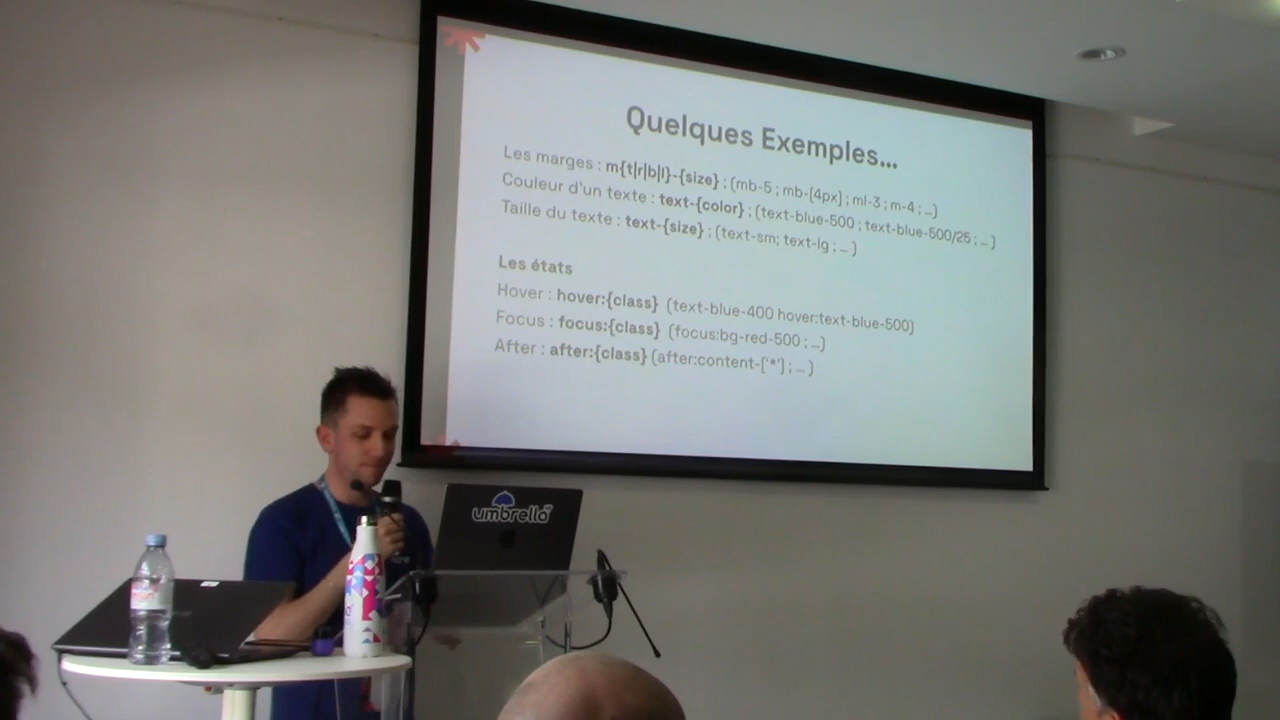 Quelques Exemples...
Les marges : m{t|r|b|l}-{size} ; (mb-5 ; mb-[4px] ; ml-3 ; m-4 ; ...)
Couleur d'un texte : text-{color} ; (text-blue-500 ; text-blue-500/25 ; ... )
Taille du texte : text-{size} ; (text-sm; text-lg ; ... )
Les états
Hover : hover:{class} (text-blue-400 hover:text-blue-500)
Focus : focus:{class} (focus:bg-red-500 ; ...)
After : after:{class} (after:content-['*'] ; ... )
umbrella